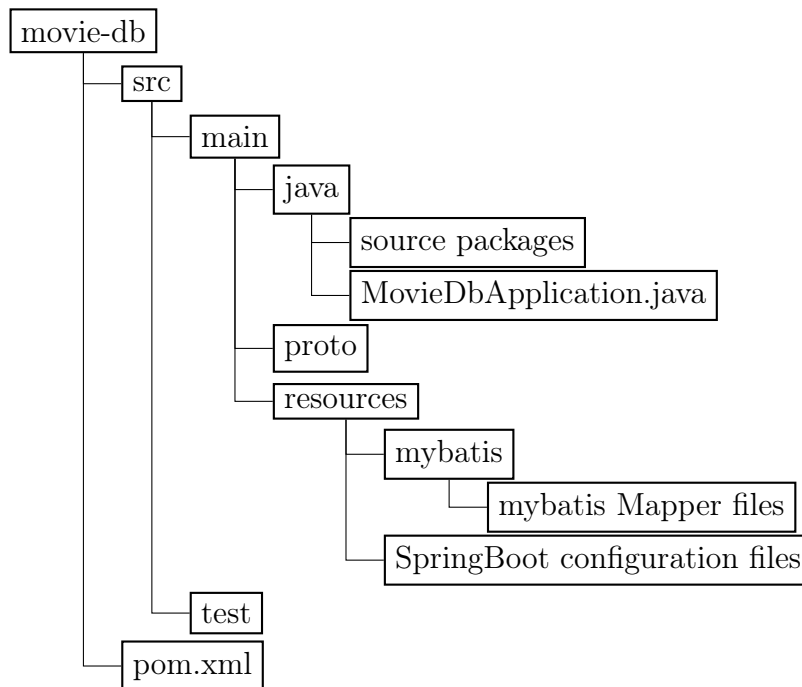 movie-db
src
main
java
source packages
MovieDbApplication.java
proto
resources
mybatis
mybatis Mapper files
SpringBoot configuration files
test
pom.xml